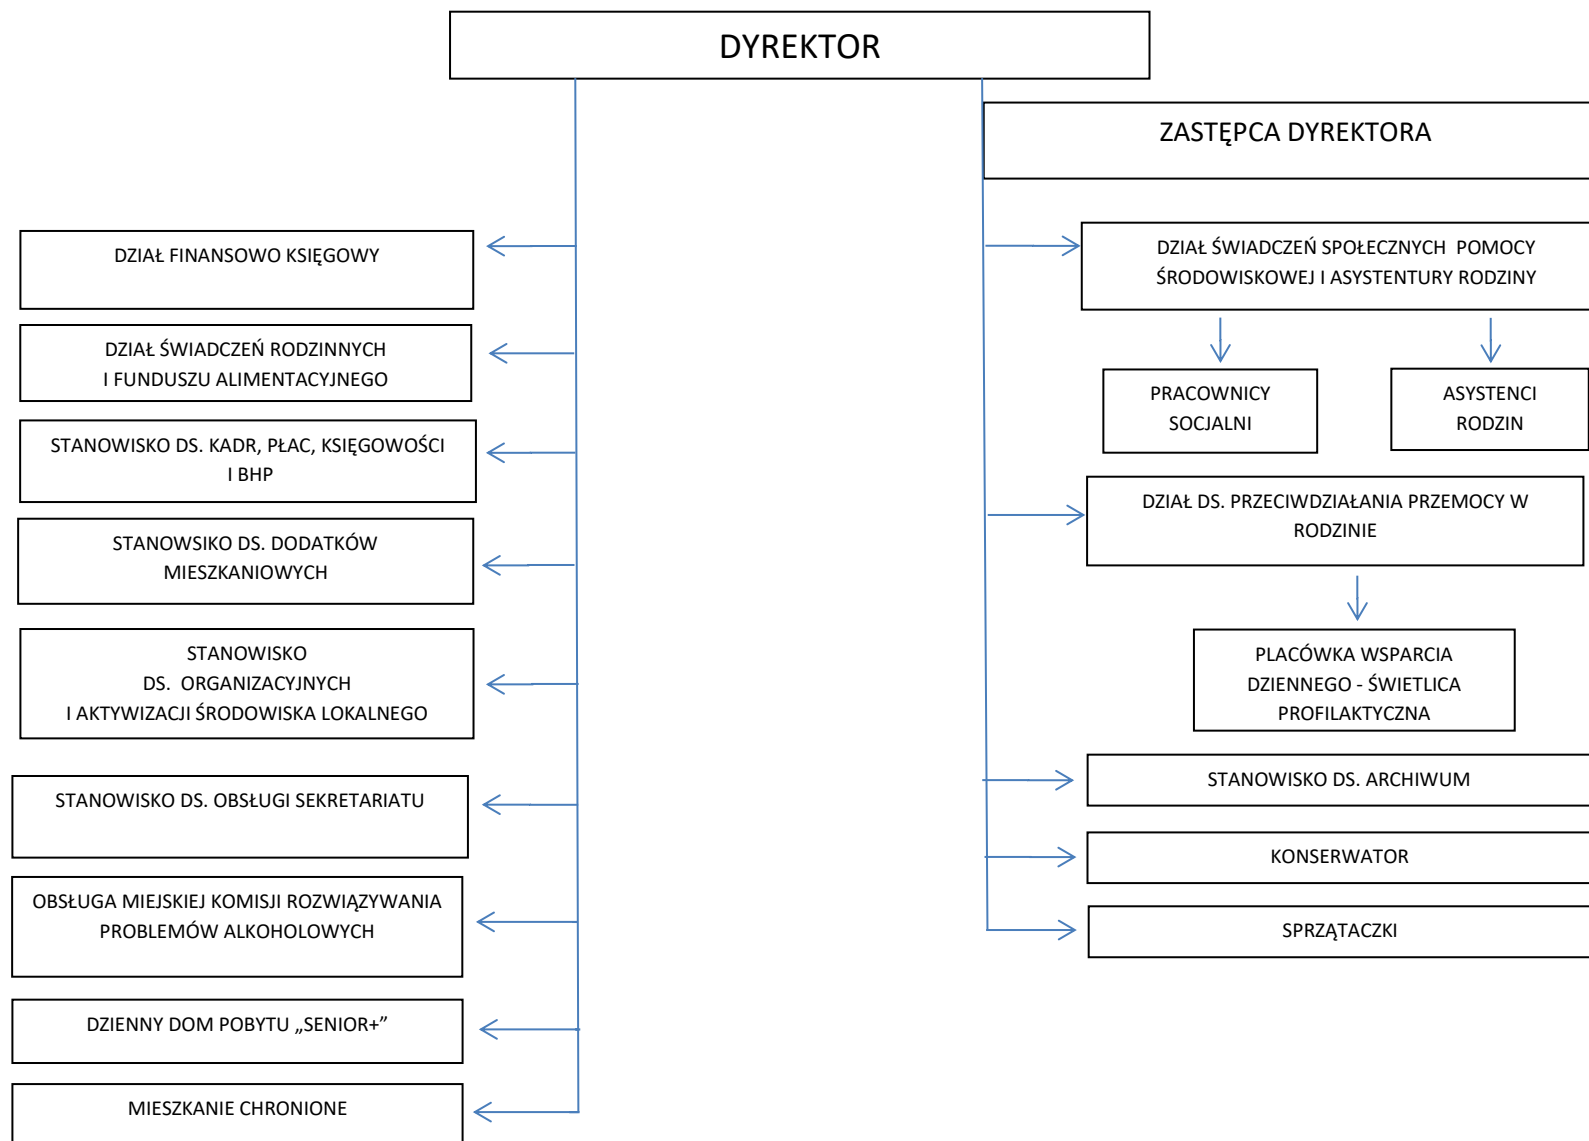 DYREKTOR
ZASTĘPCA DYREKTORA
DZIAŁ FINANSOWO KSIĘGOWY
DZIAŁ ŚWIADCZEŃ RODZINNYCH
I FUNDUSZU ALIMENTACYJNEGO
STANOWISKO DS. KADR, PŁAC, KSIĘGOWOŚCI
I BHP
STANOWSIKO DS. DODATKÓW
MIESZKANIOWYCH
STANOWISKO
DS. ORGANIZACYJNYCH
I AKTYWIZACJI ŚRODOWISKA LOKALNEGO
STANOWISKO DS. OBSŁUGI SEKRETARIATU
OBSŁUGA MIEJSKIEJ KOMISJI ROZWIĄZYWANIA
PROBLEMÓW ALKOHOLOWYCH
DZIENNY DOM POBYTU „SENIOR+”
MIESZKANIE CHRONIONE
DZIAŁ ŚWIADCZEŃ SPOŁECZNYCH POMOCY
ŚRODOWISKOWEJ I ASYSTENTURY RODZINY
PRACOWNICY
SOCJALNI
ASYSTENCI
RODZIN
DZIAŁ DS. PRZECIWDZIAŁANIA PRZEMOCY W
RODZINIE
PLACÓWKA WSPARCIA
DZIENNEGO - ŚWIETLICA
PROFILAKTYCZNA
STANOWISKO DS. ARCHIWUM
KONSERWATOR
SPRZĄTACZKI